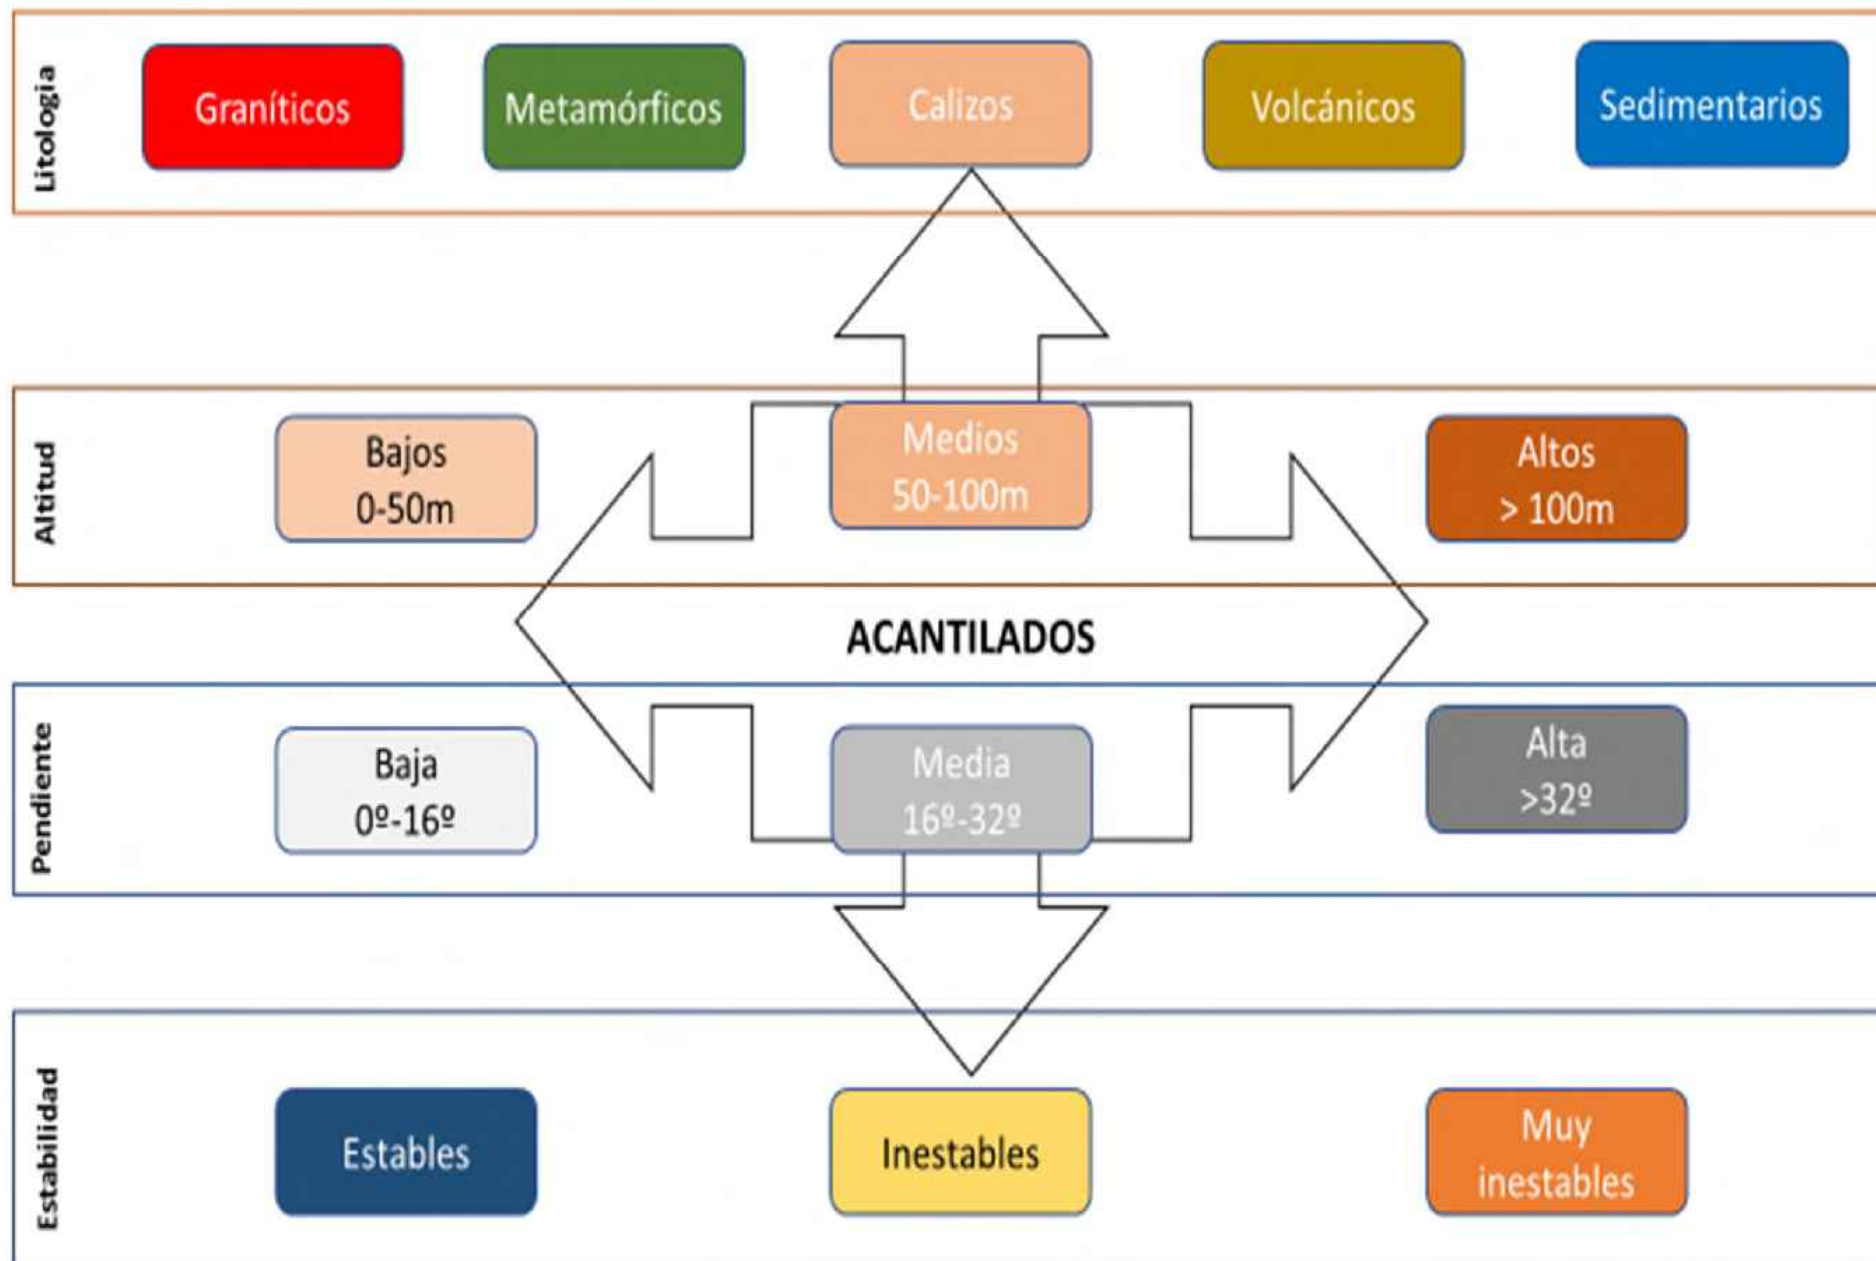 Litologia
Graníticos
Metamórficos
Calizos
Volcánicos
Sedimentarios
Altitud
Bajos
0-50m
Medios
50-100m
Altos
> 100m
ACANTILADOS
Pendiente
Baja
0º-16º
Media
16º-32º
Alta
>32º
Estabilidad
Estables
Inestables
Muy
inestables